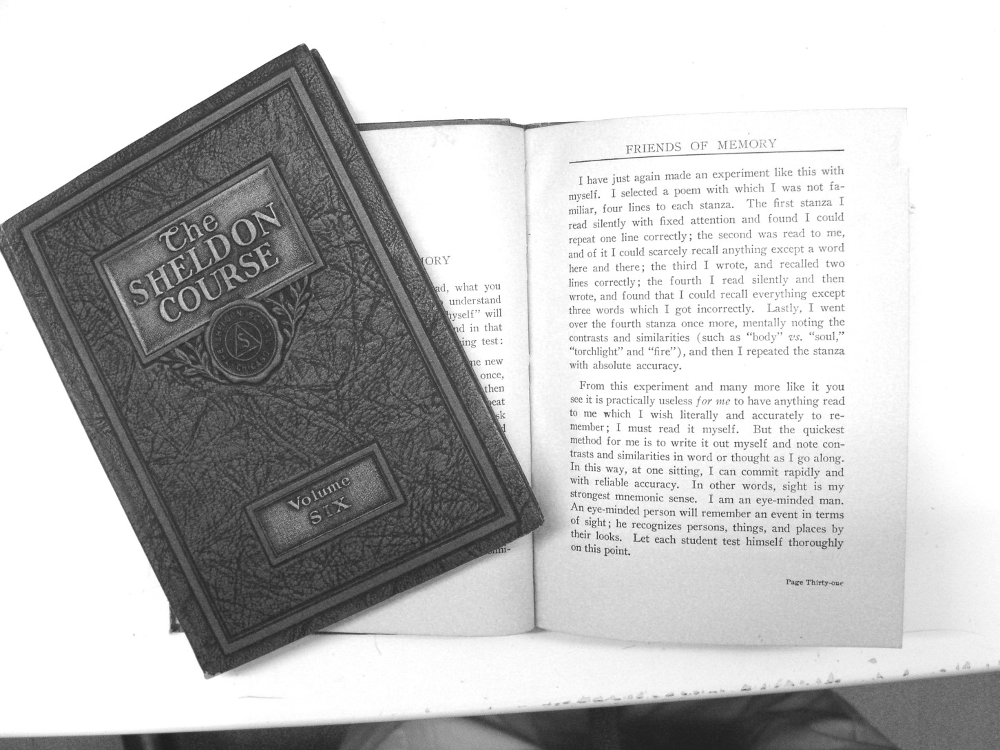 The
SHELDON
COURSE
Volume
SIX
ad, what you
understand
" will
in that
test:
new
once,
then
FRIENDS OF MEMORY
I have just again made an experiment like this with
myself. I selected a poem with which I was not fa-
miliar, four lines to each stanza. The first stanza I
read silently with fixed attention and found I could
repeat one line correctly; the second was read to me,
and of it I could scarcely recall anything except a word
here and there; the third I wrote, and recalled two
lines correctly; the fourth I read silently and then
wrote, and found that I could recall everything except
three words which I got incorrectly. Lastly, I went
over the fourth stanza once more, mentally noting the
contrasts and similarities (such as "body" vs. "soul,"
"torchlight" and "fire"), and then I repeated the stanza
with absolute accuracy.
From this experiment and many more like it you
see it is practically useless for me to have anything read
to me which I wish literally and accurately to re-
member; I must read it myself. But the quickest
method for me is to write it out myself and note con-
trasts and similarities in word or thought as I go along.
In this way, at one sitting, I can commit rapidly and
with reliable accuracy. In other words, sight is my
strongest mnemonic sense. I am an eye-minded man.
An eye-minded person will remember an event in terms
of sight; he recognizes persons, things, and places by
their looks. Let each student test himself thoroughly
on this point.
Page Thirty-one